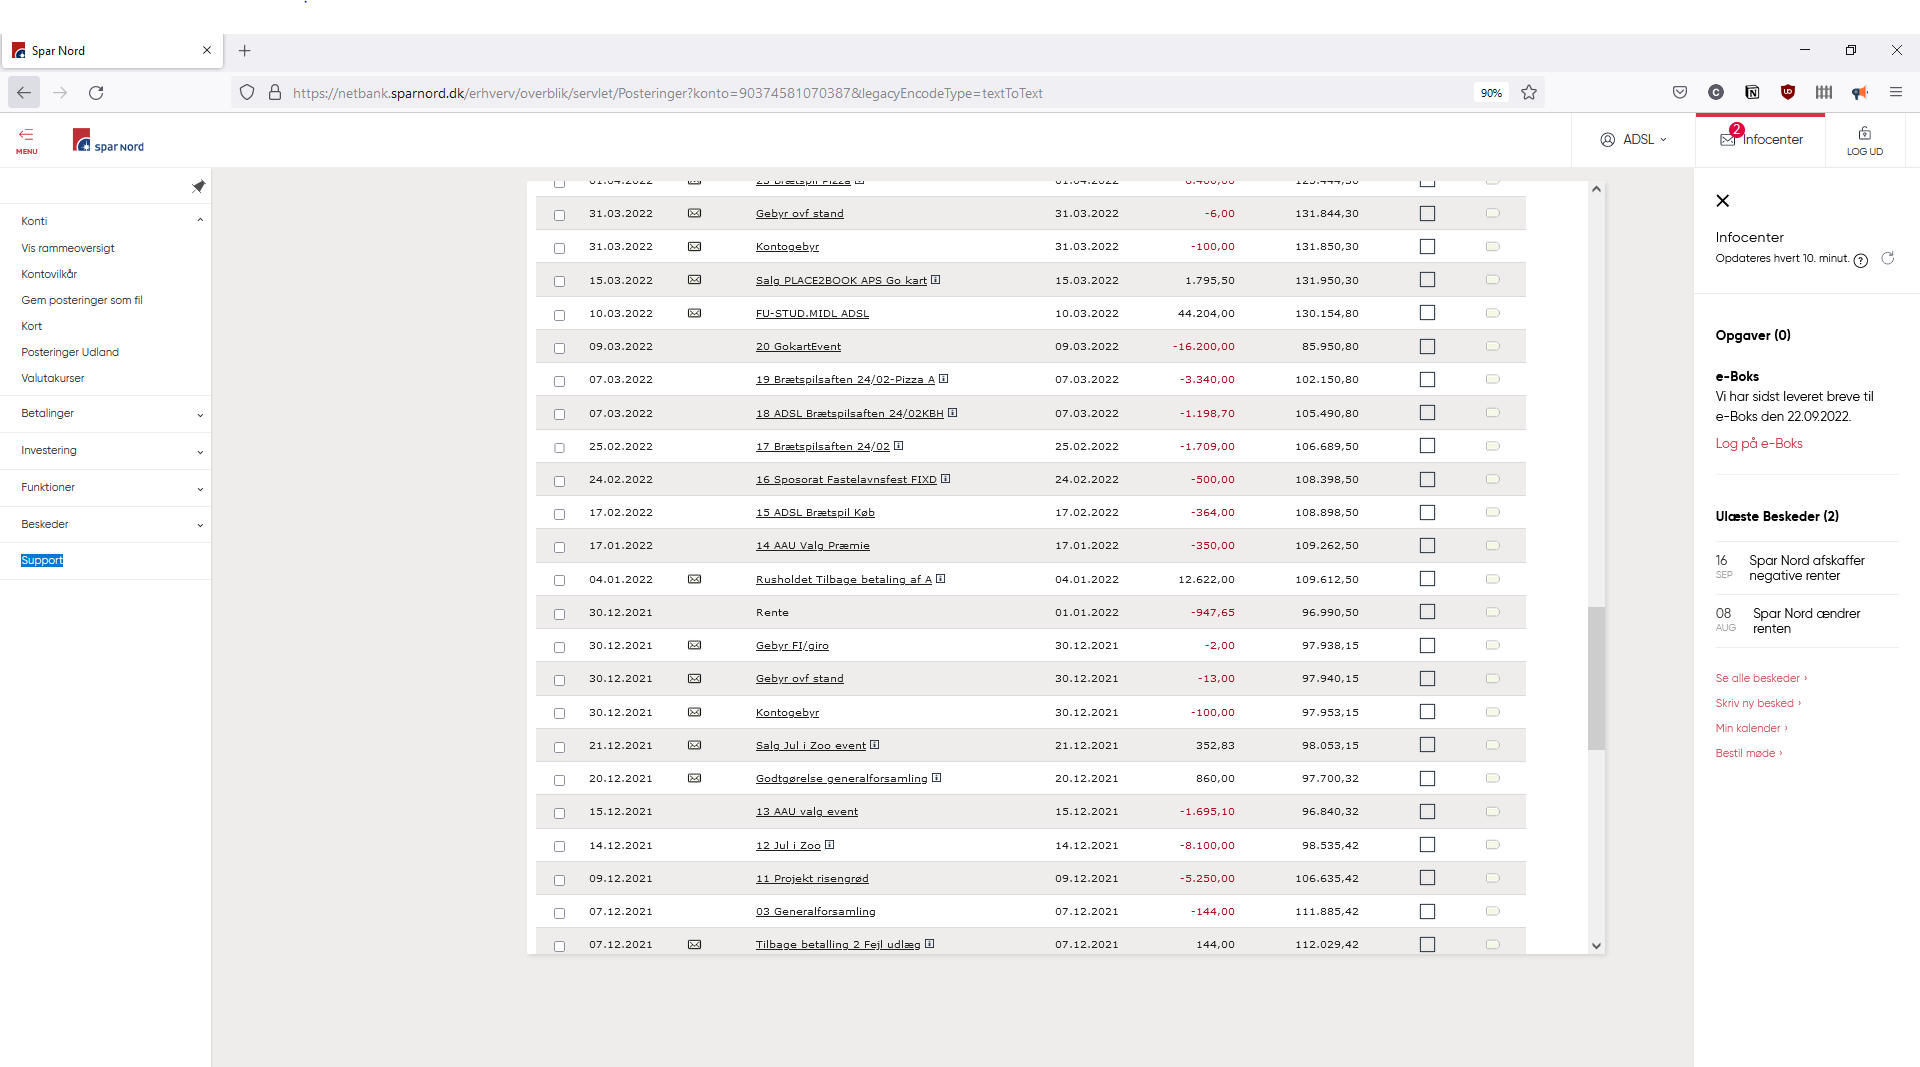 Spar Nord
https://netbank.sparnord.dk/erhverv/overblik/servlet/Posteringer?konto=90374581070387&legacyEncodeType=textToText
90%
MENU
spar nord
ADSL
2
Infocenter
LOG UD
Konti
Vis rammeoversigt
Kontovilkår
Gem posteringer som fil
Kort
Posteringer Udland
Valutakurser
Betalinger
Investering
Funktioner
Beskeder
Support
01.04.2022 23 Brætspil Pizza 01.04.2022 -6.400,00 125.444,30
31.03.2022 Gebyr ovf stand 31.03.2022 -6,00 131.844,30
31.03.2022 Kontogebyr 31.03.2022 -100,00 131.850,30
15.03.2022 Salg PLACE2BOOK APS Go kart 15.03.2022 1.795,50 131.950,30
10.03.2022 FU-STUD.MIDL ADSL 10.03.2022 44.204,00 130.154,80
09.03.2022 20 GokartEvent 09.03.2022 -16.200,00 85.950,80
07.03.2022 19 Brætspilsaften 24/02-Pizza A 07.03.2022 -3.340,00 102.150,80
07.03.2022 18 ADSL Brætspilsaften 24/02KBH 07.03.2022 -1.198,70 105.490,80
25.02.2022 17 Brætspilsaften 24/02 25.02.2022 -1.709,00 106.689,50
24.02.2022 16 Sposorat Fastelavnsfest FIXD 24.02.2022 -500,00 108.398,50
17.02.2022 15 ADSL Brætspil Køb 17.02.2022 -364,00 108.898,50
17.01.2022 14 AAU Valg Præmie 17.01.2022 -350,00 109.262,50
04.01.2022 Rusholdet Tilbage betaling af A 04.01.2022 12.622,00 109.612,50
30.12.2021 Rente 01.01.2022 -947,65 96.990,50
30.12.2021 Gebyr FI/giro 30.12.2021 -2,00 97.938,15
30.12.2021 Gebyr ovf stand 30.12.2021 -13,00 97.940,15
30.12.2021 Kontogebyr 30.12.2021 -100,00 97.953,15
21.12.2021 Salg Jul i Zoo event 21.12.2021 352,83 98.053,15
20.12.2021 Godtgørelse generalforsamling 20.12.2021 860,00 97.700,32
15.12.2021 13 AAU valg event 15.12.2021 -1.695,10 96.840,32
14.12.2021 12 Jul i Zoo 14.12.2021 -8.100,00 98.535,42
09.12.2021 11 Projekt risengrød 09.12.2021 -5.250,00 106.635,42
07.12.2021 03 Generalforsamling 07.12.2021 -144,00 111.885,42
07.12.2021 Tilbage betalling 2 Fejl udlæg 07.12.2021 144,00 112.029,42
Infocenter
Opdateres hvert 10. minut. ?
Opgaver (0)
e-Boks
Vi har sidst leveret breve til
e-Boks den 22.09.2022.
Log på e-Boks
Ulæste Beskeder (2)
16 SEP Spar Nord afskaffer
negative renter
08 AUG Spar Nord ændrer
renten
Se alle beskeder ›
Skriv ny besked ›
Min kalender ›
Bestil møde ›